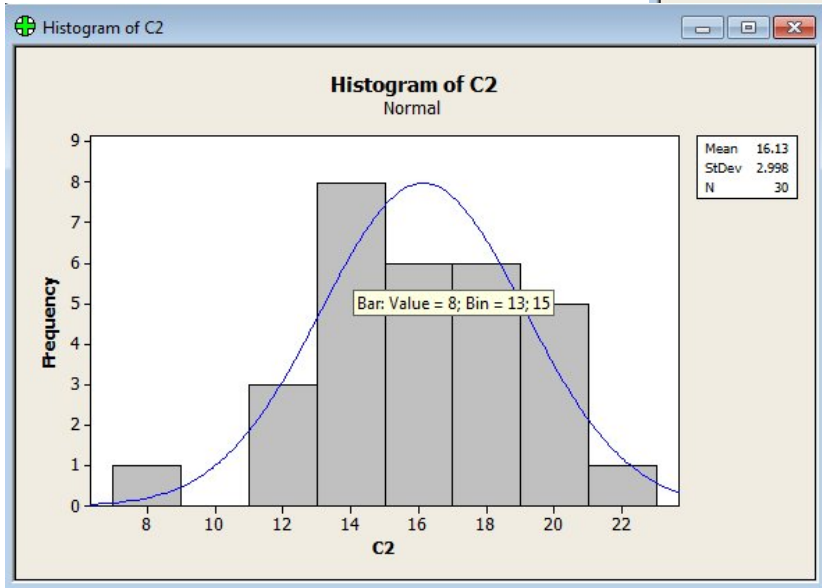 Histogram of C2
Histogram of C2
Normal
Mean 16.13
StDev 2.998
N 30
9
8
7
6
5
4
3
2
1
0
Frequency
Bar: Value = 8; Bin = 13; 15
8 10 12 14 16 18 20 22
C2